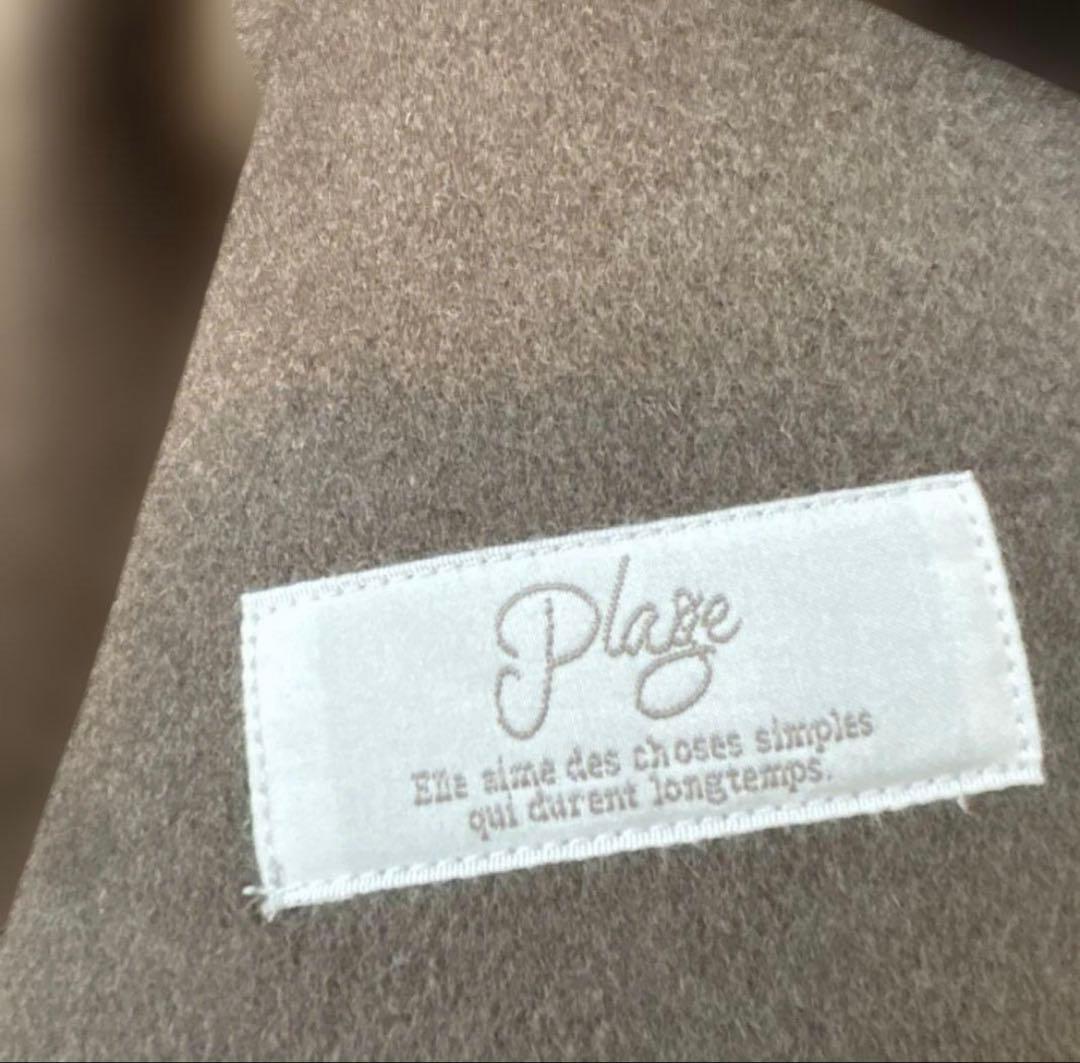 Plage
Elle aime des choses simples
qui durent longtemps.